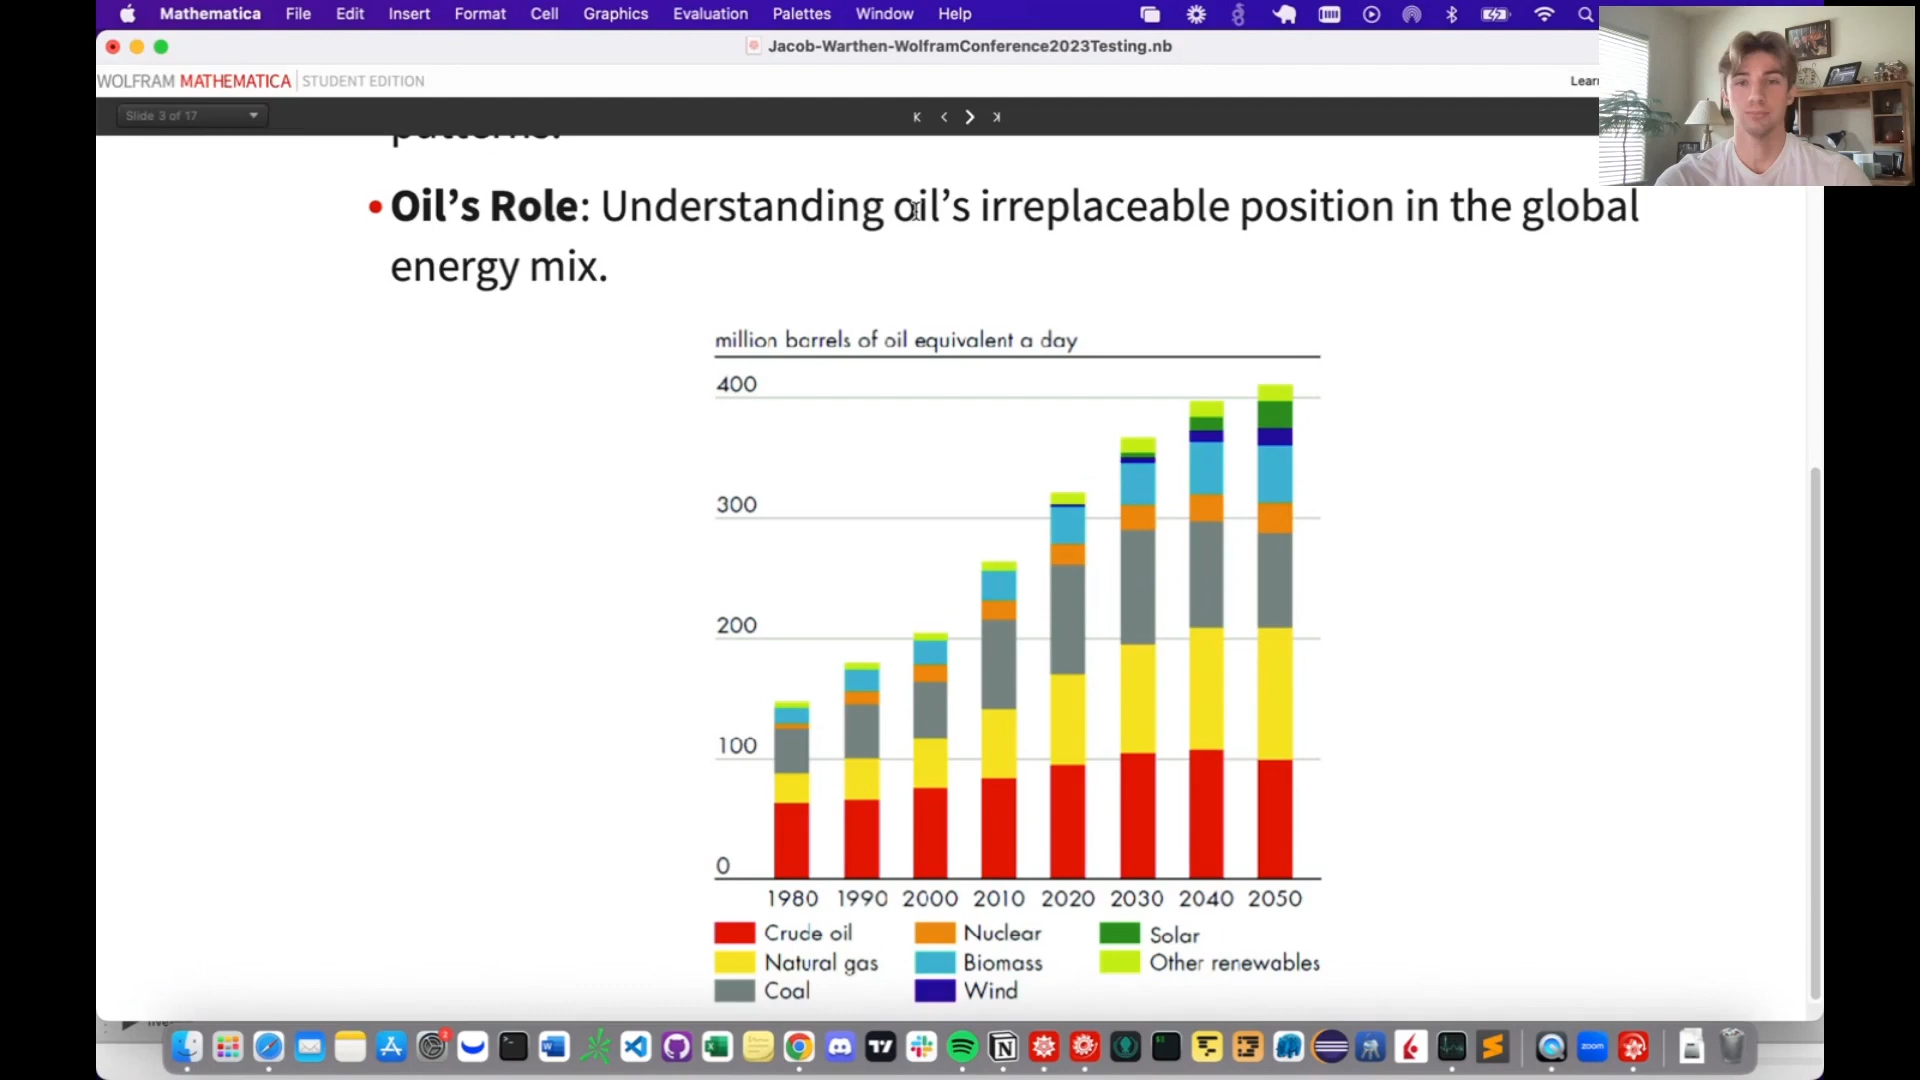 Mathematica File Edit Insert Format Cell Graphics Evaluation Palettes Window Help
Jacob-Warthen-WolframConference2023Testing.nb
WOLFRAM MATHEMATICA STUDENT EDITION
Slide 3 of 17
patterns.
• Oil’s Role: Understanding oil’s irreplaceable position in the global
energy mix.
million barrels of oil equivalent a day
400
300
200
100
0
1980 1990 2000 2010 2020 2030 2040 2050
Crude oil Nuclear Solar
Natural gas Biomass Other renewables
Coal Wind
zoom